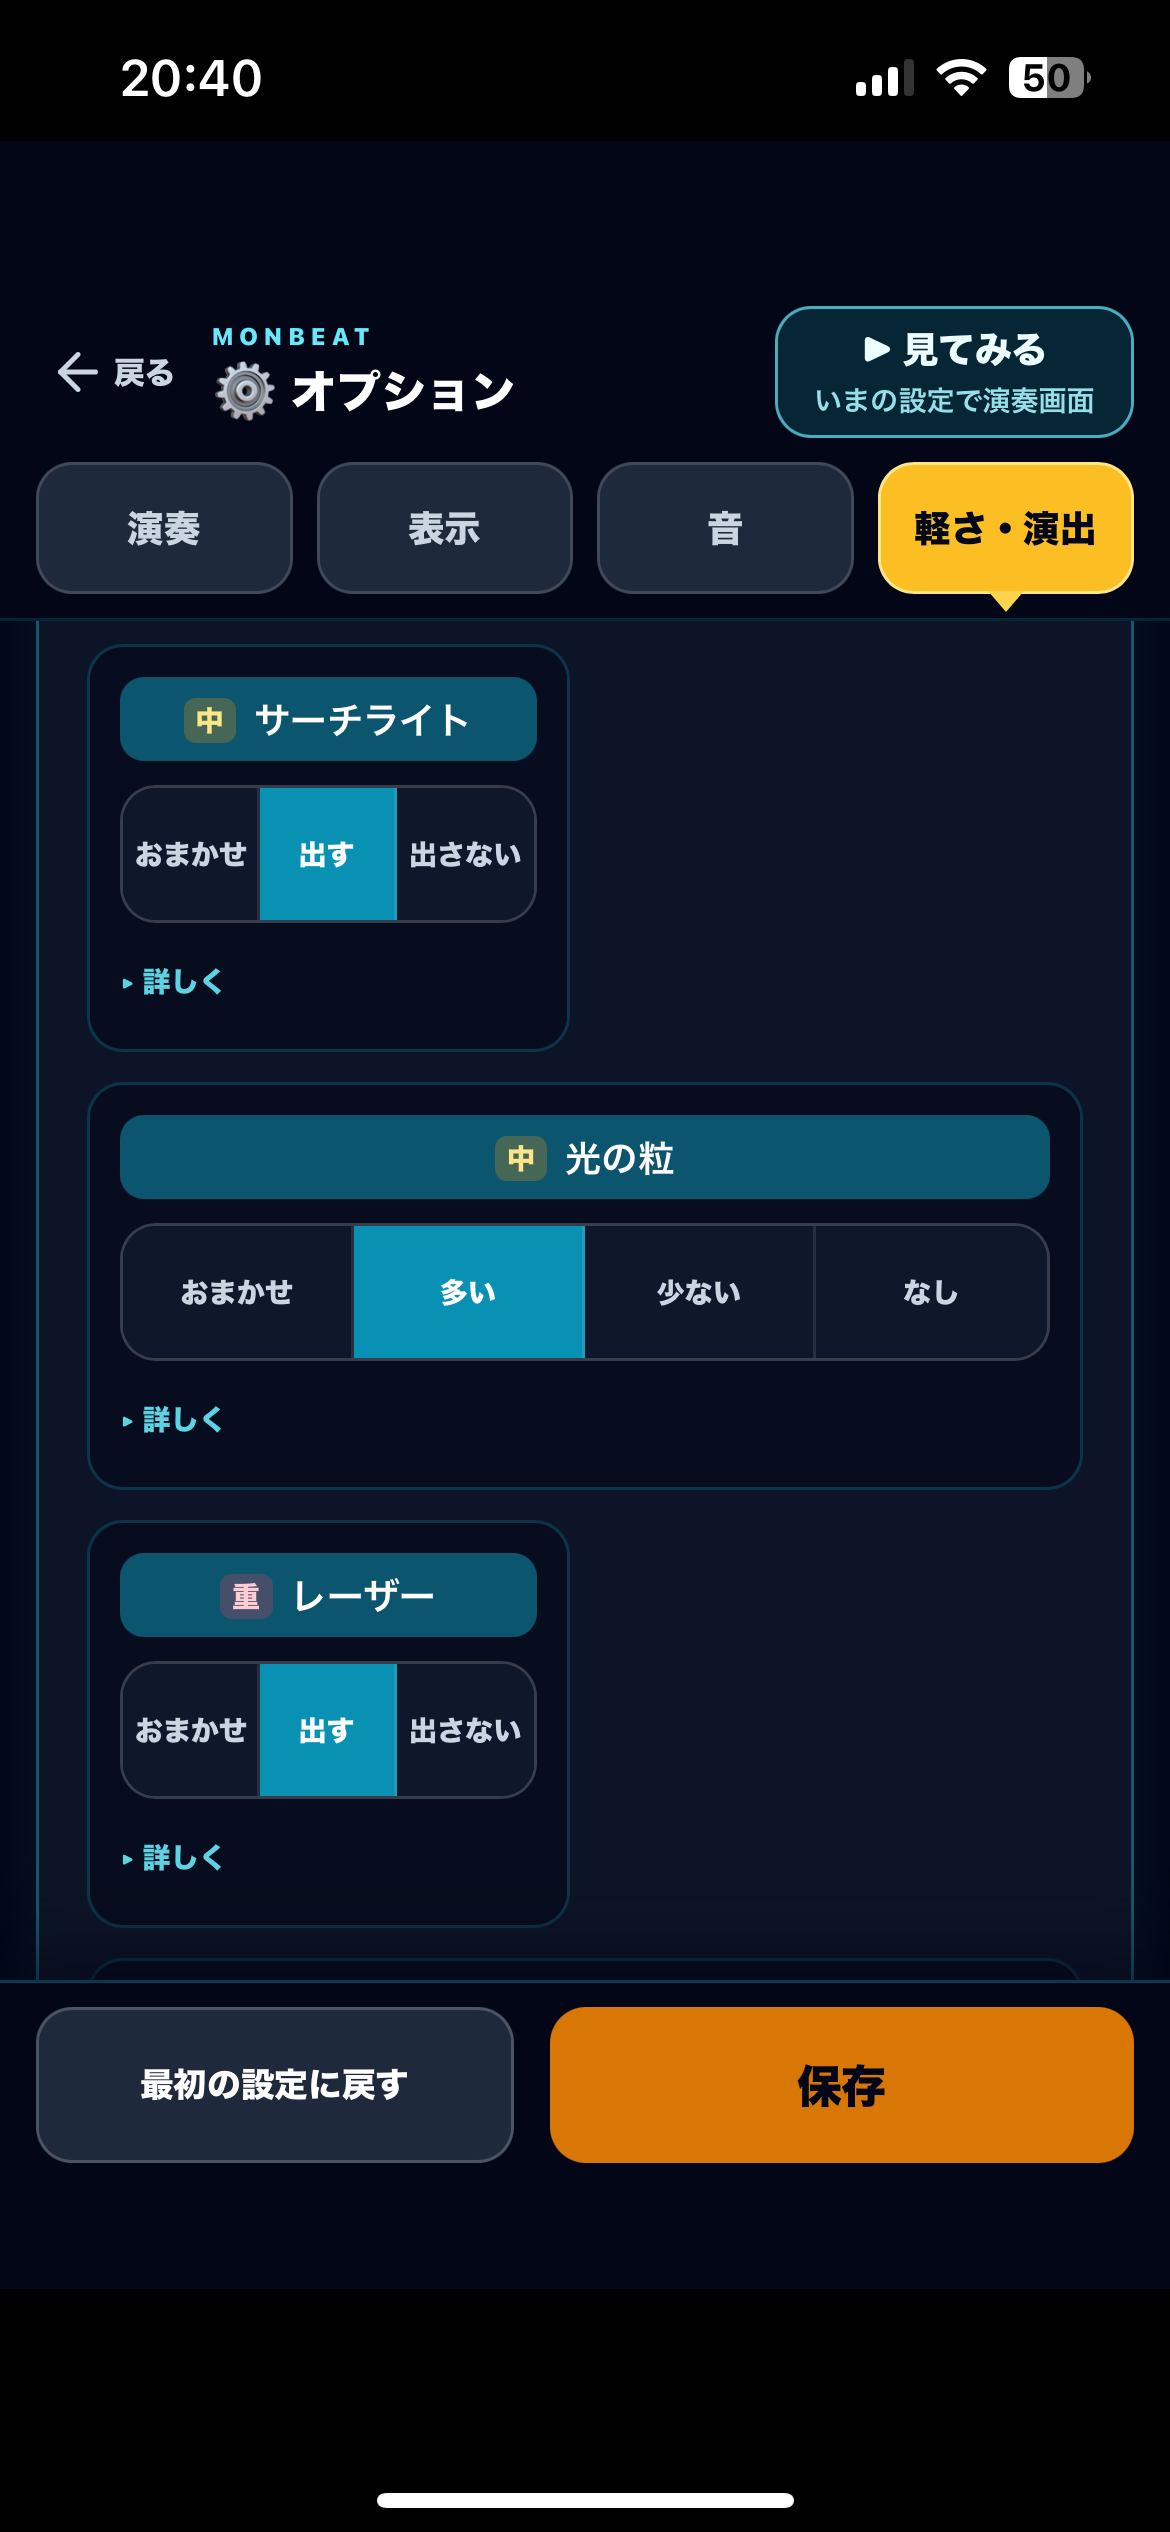 20:40
50
MONBEAT
戻る
⚙️ オプション
▶ 見てみる
いまの設定で演奏画面
演奏
表示
音
軽さ・演出
中 サーチライト
おまかせ
出す
出さない
▸ 詳しく
中 光の粒
おまかせ
多い
少ない
なし
▸ 詳しく
重 レーザー
おまかせ
出す
出さない
▸ 詳しく
最初の設定に戻す
保存